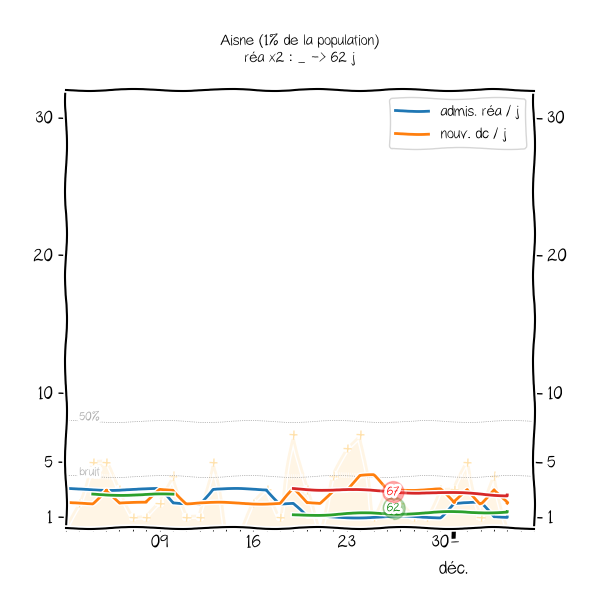 Aisne (1% de la population)
réa x2 : _ -> 62 j
admis. réa / j
nouv. dc / j
30
30
20
20
10
10
50%
5
5
bruit
67
62
1
1
09
16
23
30
déc.